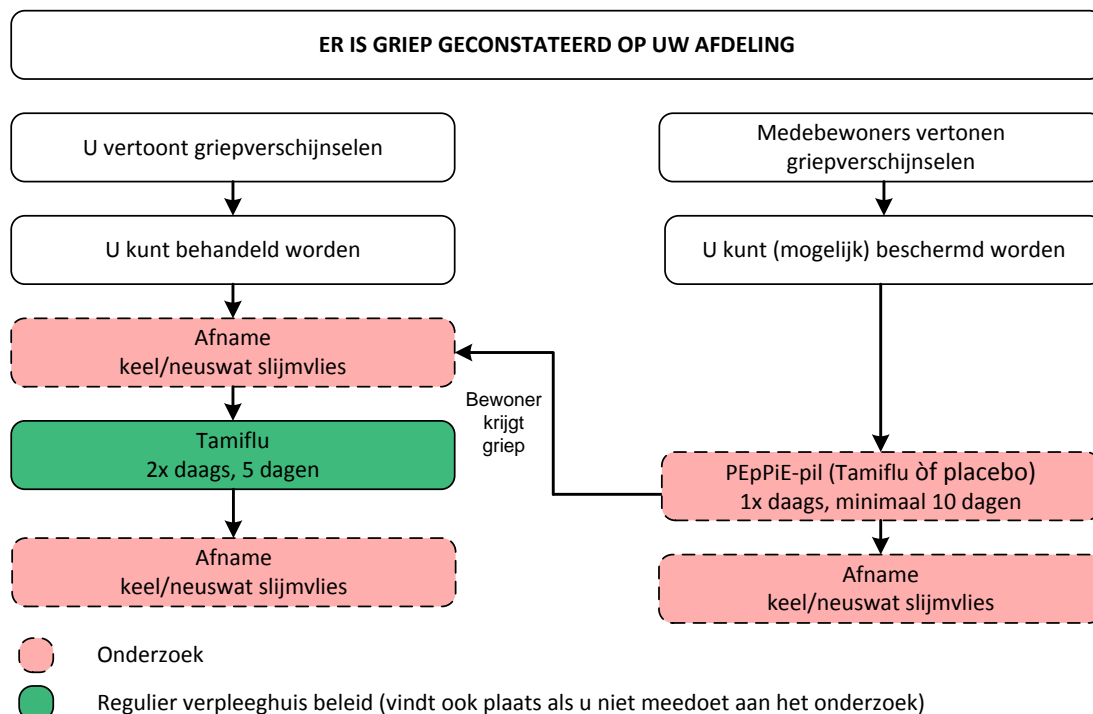 ER IS GRIEP GECONSTATEERD OP UW AFDELING
U vertoont griepverschijnselen
U kunt behandeld worden
Afname
keel/neuswat slijmvlies
Tamiflu
2x daags, 5 dagen
Afname
keel/neuswat slijmvlies
Bewoner
krijgt
griep
Medebewoners vertonen
griepverschijnselen
U kunt (mogelijk) beschermd worden
PEpPiE-pil (Tamiflu òf placebo)
1x daags, minimaal 10 dagen
Afname
keel/neuswat slijmvlies
Onderzoek
Regulier verpleeghuis beleid (vindt ook plaats als u niet meedoet aan het onderzoek)